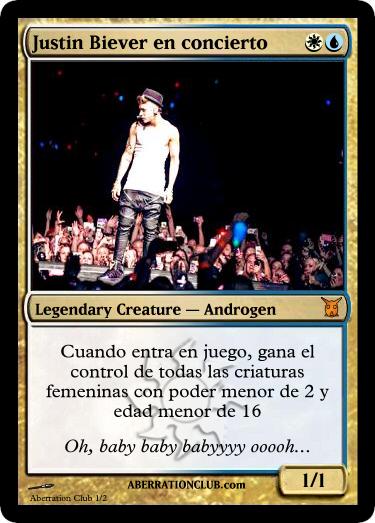 Justin Biever en concierto
Legendary Creature — Androgen
Cuando entra en juego, gana el
control de todas las criaturas
femeninas con poder menor de 2 y
edad menor de 16
Oh, baby baby babyyyy ooooh...
1/1
ABERRATIONCLUB.com
Aberration Club 1/2